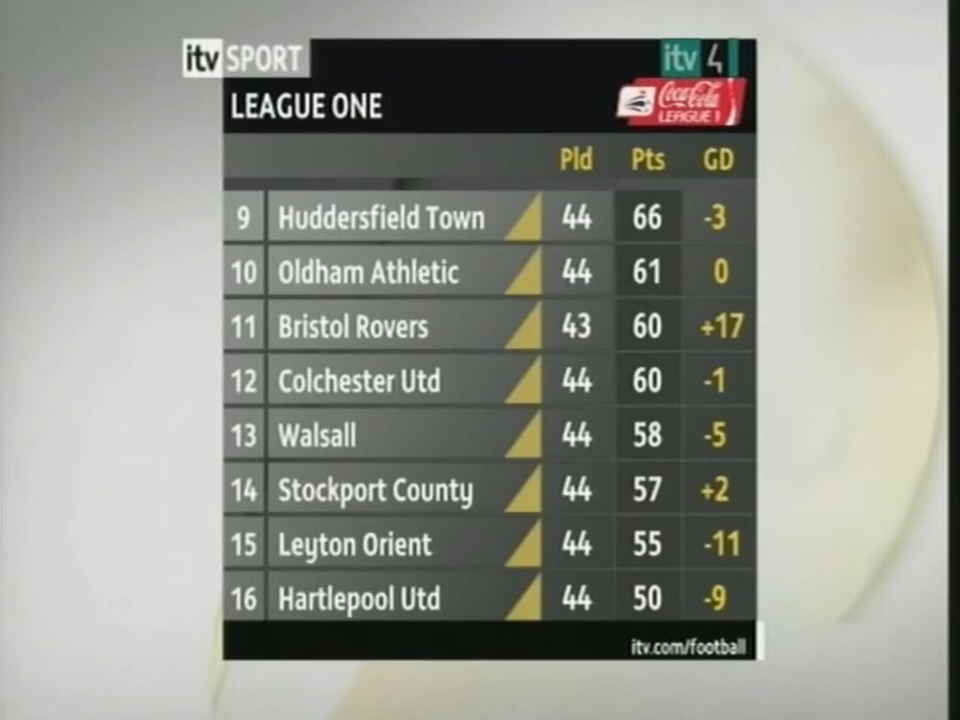 itv SPORT itv 4
LEAGUE ONE Coca-Cola LEAGUE 1
Pld Pts GD
9 Huddersfield Town 44 66 -3
10 Oldham Athletic 44 61 0
11 Bristol Rovers 43 60 +17
12 Colchester Utd 44 60 -1
13 Walsall 44 58 -5
14 Stockport County 44 57 +2
15 Leyton Orient 44 55 -11
16 Hartlepool Utd 44 50 -9
itv.com/football